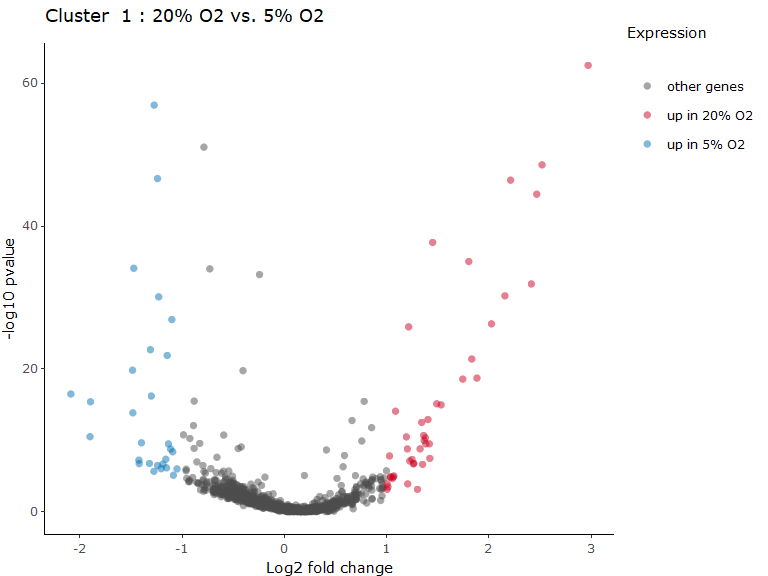 Cluster  1 : 20% O2 vs. 5% O2
Expression
other genes
up in 20% O2
up in 5% O2
60
40
20
0
-log10 pvalue
-2
-1
0
1
2
3
Log2 fold change